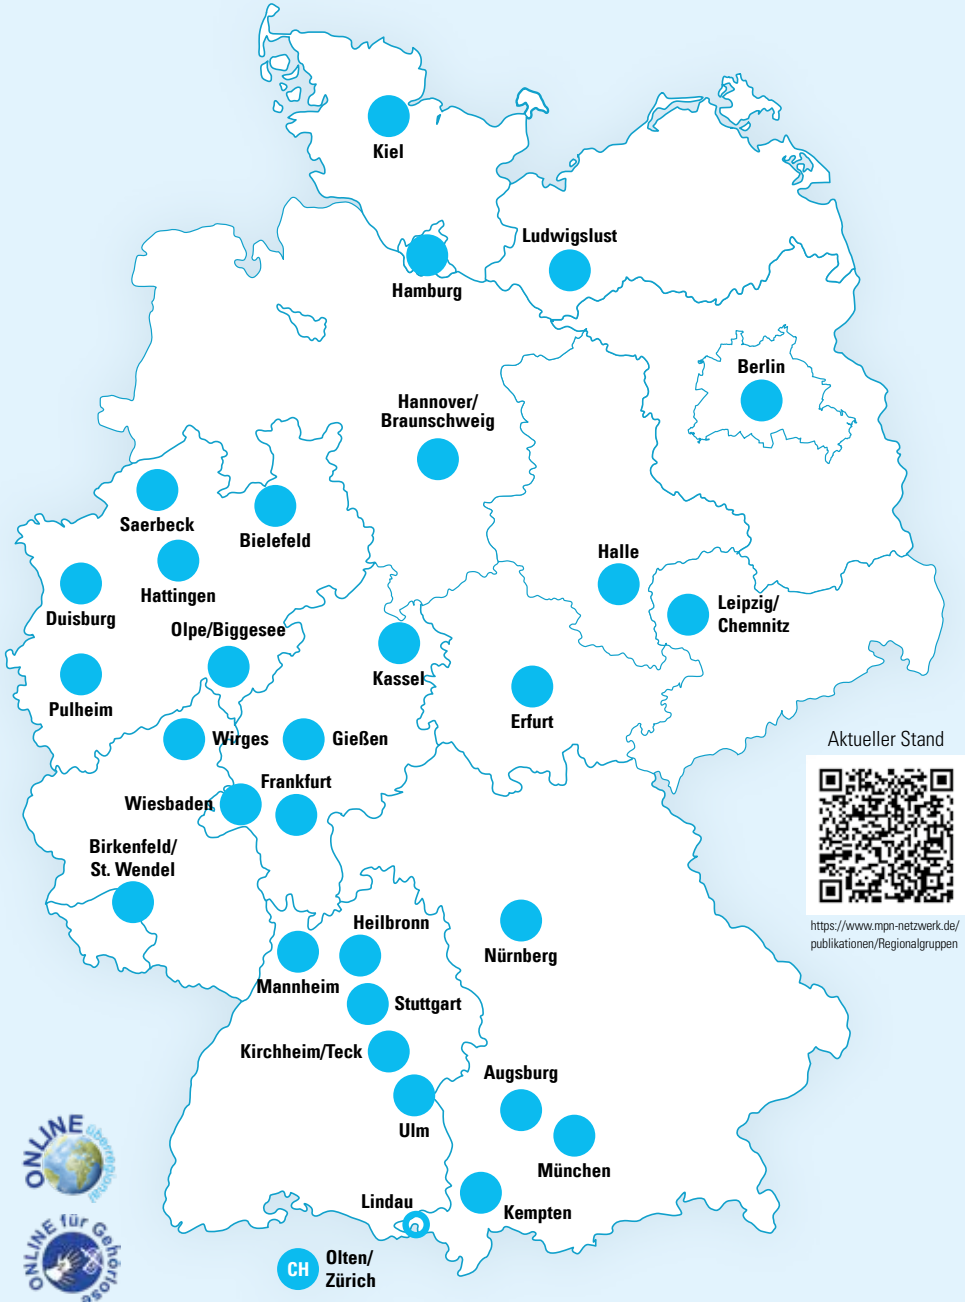 Kiel
Ludwigslust
Hamburg
Berlin
Hannover/
Braunschweig
Saerbeck
Bielefeld
Halle
Hattingen
Leipzig/
Chemnitz
Duisburg
Olpe/Biggesee
Kassel
Pulheim
Erfurt
Wirges
Gießen
Aktueller Stand
Frankfurt
Wiesbaden
Birkenfeld/
St. Wendel
https://www.mpn-netzwerk.de/
publikationen/Regionalgruppen
Heilbronn
Nürnberg
Mannheim
Stuttgart
Kirchheim/Teck
Augsburg
Ulm
München
ONLINE
überregional
Lindau
Kempten
ONLINE für Gehörlose
CH
Olten/
Zürich